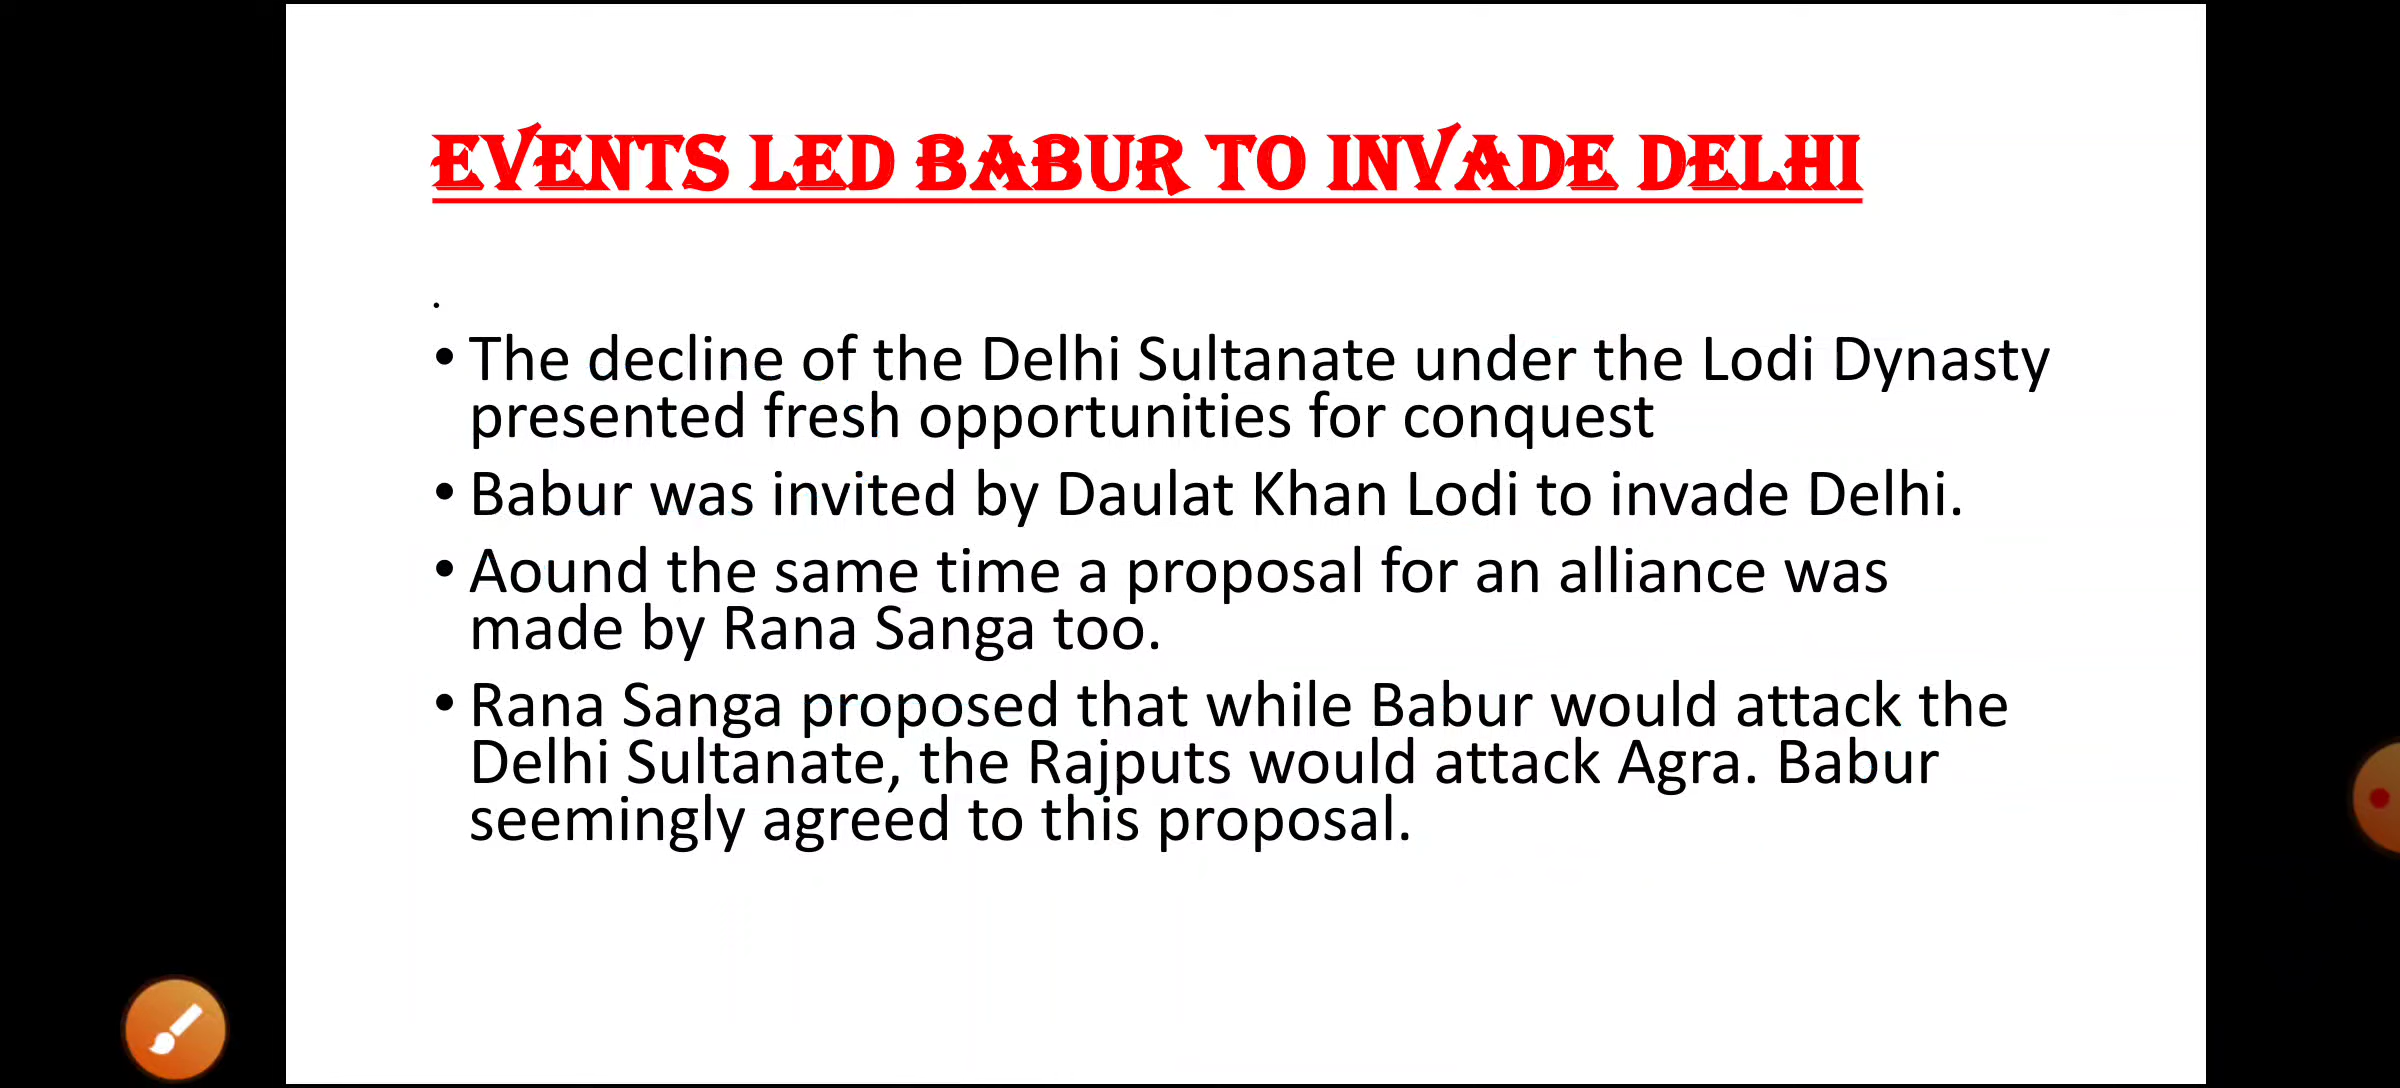 EVENTS LED BABUR TO INVADE DELHI
.
• The decline of the Delhi Sultanate under the Lodi Dynasty
presented fresh opportunities for conquest
• Babur was invited by Daulat Khan Lodi to invade Delhi.
• Aound the same time a proposal for an alliance was
made by Rana Sanga too.
• Rana Sanga proposed that while Babur would attack the
Delhi Sultanate, the Rajputs would attack Agra. Babur
seemingly agreed to this proposal.